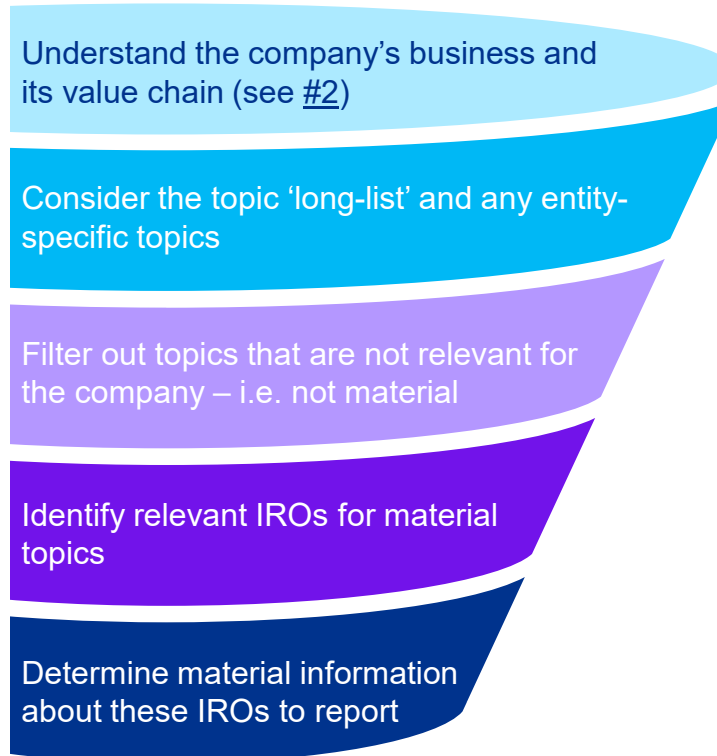 Understand the company’s business and
its value chain (see #2)
Consider the topic ‘long-list’ and any entity-
specific topics
Filter out topics that are not relevant for
the company – i.e. not material
Identify relevant IROs for material
topics
Determine material information
about these IROs to report